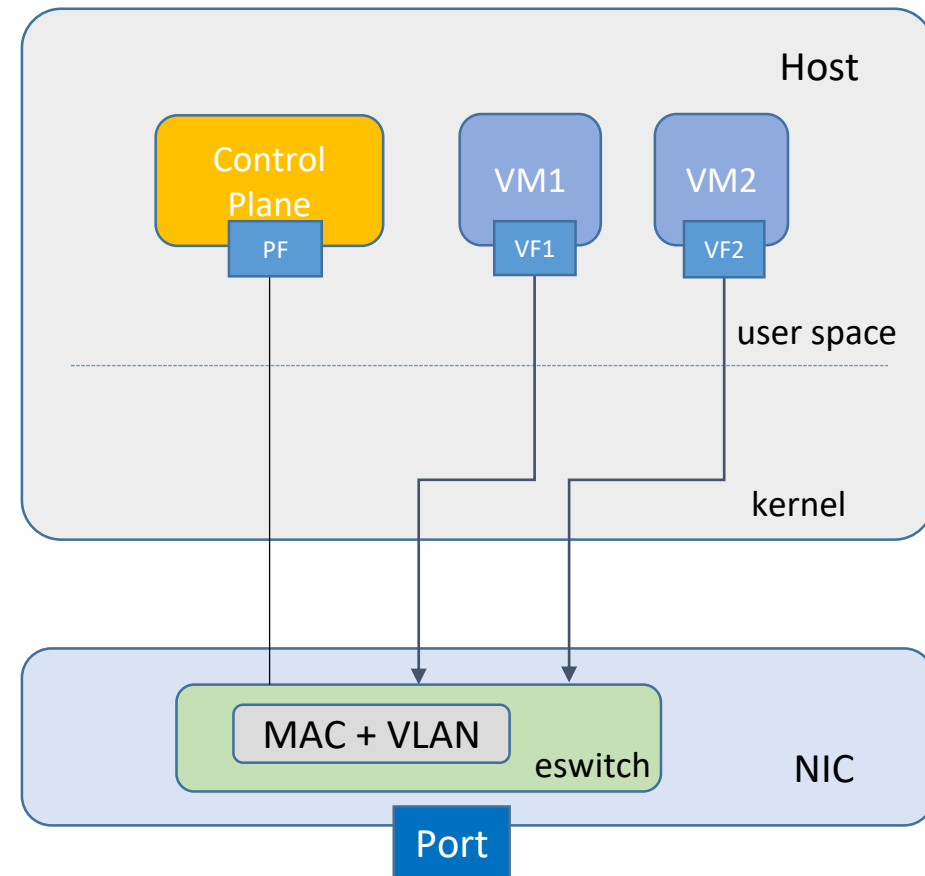 Host
Control
Plane
VM1
VM2
PF
VF1
VF2
user space
kernel
MAC + VLAN
eswitch
NIC
Port